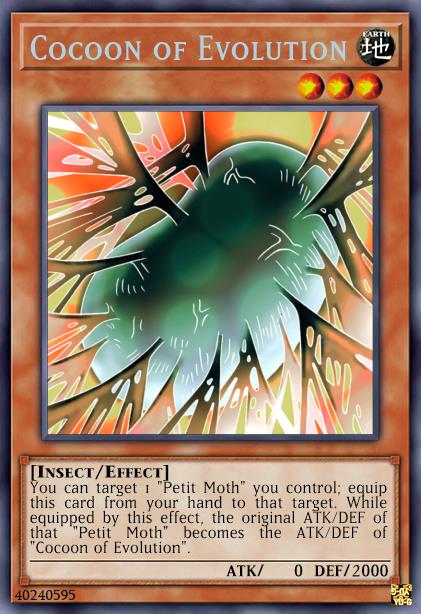 COCOON OF EVOLUTION
EARTH
地
[INSECT/EFFECT]
You can target 1 "Petit Moth" you control; equip
this card from your hand to that target. While
equipped by this effect, the original ATK/DEF of
that "Petit Moth" becomes the ATK/DEF of
"Cocoon of Evolution".
ATK/ 0 DEF/2000
40240595